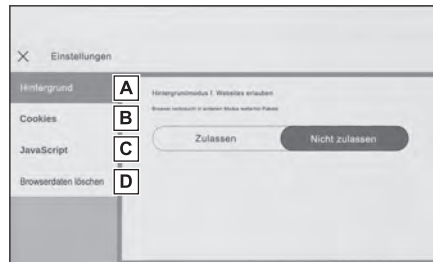 Einstellungen
Hintergrund A
Hintergrundmodus f. Websites erlauben
Cookies B
Zulassen Nicht zulassen
JavaScript C
Browserdaten löschen D